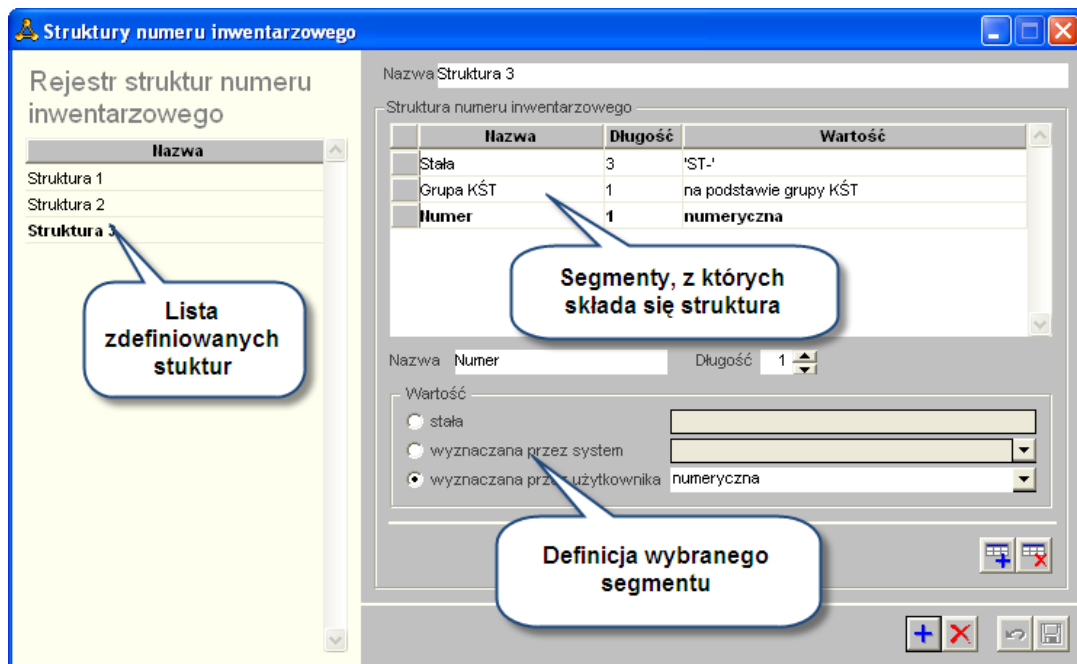 Struktury numeru inwentarzowego
Rejestr struktur numeru
inwentarzowego
Nazwa
Struktura 1
Struktura 2
Struktura 3
Lista
zdefiniowanych
stuktur
Nazwa Struktura 3
Struktura numeru inwentarzowego
Nazwa Długość Wartość
Stała 3 'ST-'
Grupa KŚT 1 na podstawie grupy KŚT
Numer 1 numeryczna
Segmenty, z których
składa się struktura
Nazwa Numer Długość 1
Wartość
stała
wyznaczana przez system
wyznaczana przez użytkownika numeryczna
Definicja wybranego
segmentu